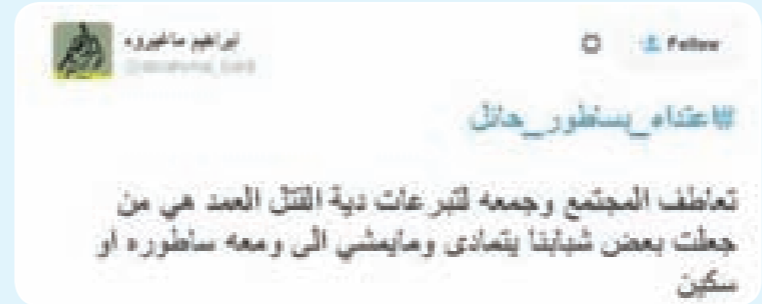 ابراهيم ماغيروه
Follow
#اعتداء_بساطور_حائل
تعاطف المجتمع وجمعه لتبرعات دية القتل العمد هي من
جعلت بعض شبابنا يتمادى ومايمشي الى ومعه ساطوره او
سكين